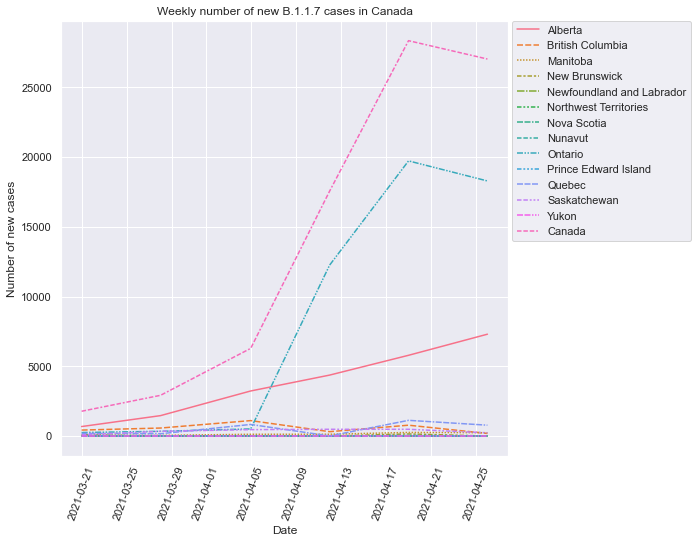 Weekly number of new B.1.1.7 cases in Canada
Number of new cases
25000
20000
15000
10000
5000
0
2021-03-21
2021-03-25
2021-03-29
2021-04-01
2021-04-05
2021-04-09
2021-04-13
2021-04-17
2021-04-21
2021-04-25
Date
Alberta
British Columbia
Manitoba
New Brunswick
Newfoundland and Labrador
Northwest Territories
Nova Scotia
Nunavut
Ontario
Prince Edward Island
Quebec
Saskatchewan
Yukon
Canada